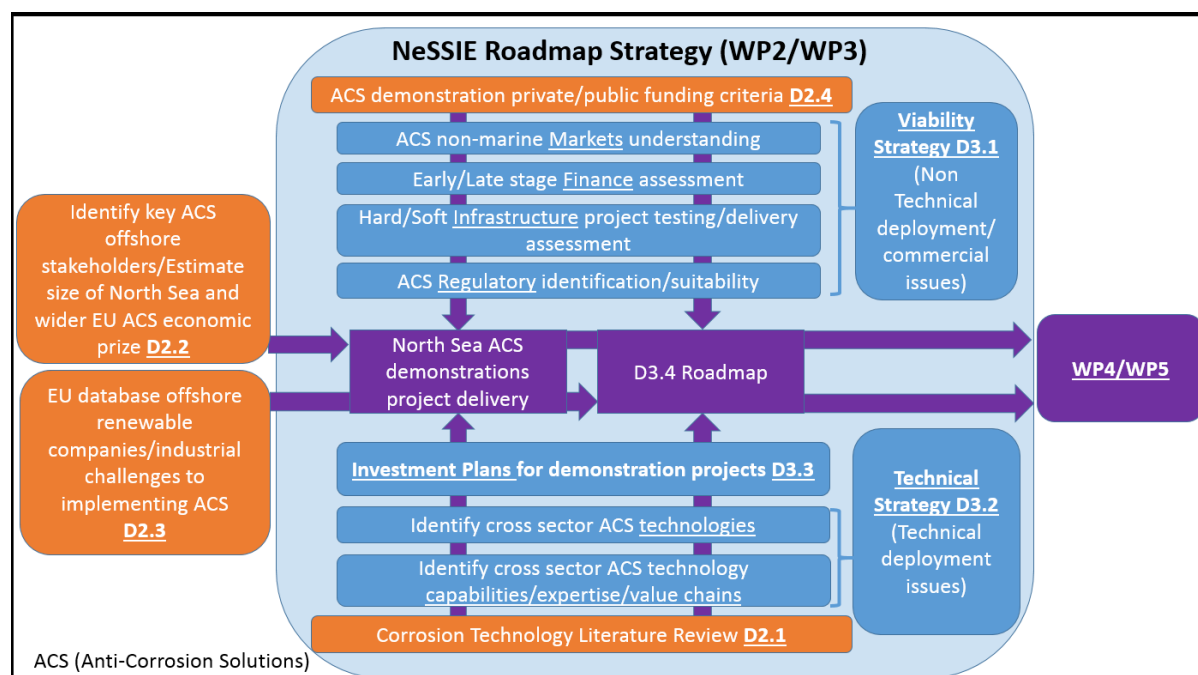 NeSSIE Roadmap Strategy (WP2/WP3)
ACS demonstration private/public funding criteria D2.4
ACS non-marine Markets understanding
Early/Late stage Finance assessment
Hard/Soft Infrastructure project testing/delivery
assessment
ACS Regulatory identification/suitability
Viability
Strategy D3.1
(Non
Technical
deployment/
commercial
issues)
Identify key ACS
offshore
stakeholders/Estimate
size of North Sea and
wider EU ACS economic
prize D2.2
EU database offshore
renewable
companies/industrial
challenges to
implementing ACS
D2.3
North Sea ACS
demonstrations
project delivery
D3.4 Roadmap
WP4/WP5
Investment Plans for demonstration projects D3.3
Identify cross sector ACS technologies
Identify cross sector ACS technology
capabilities/expertise/value chains
Technical
Strategy D3.2
(Technical
deployment
issues)
Corrosion Technology Literature Review D2.1
ACS (Anti-Corrosion Solutions)